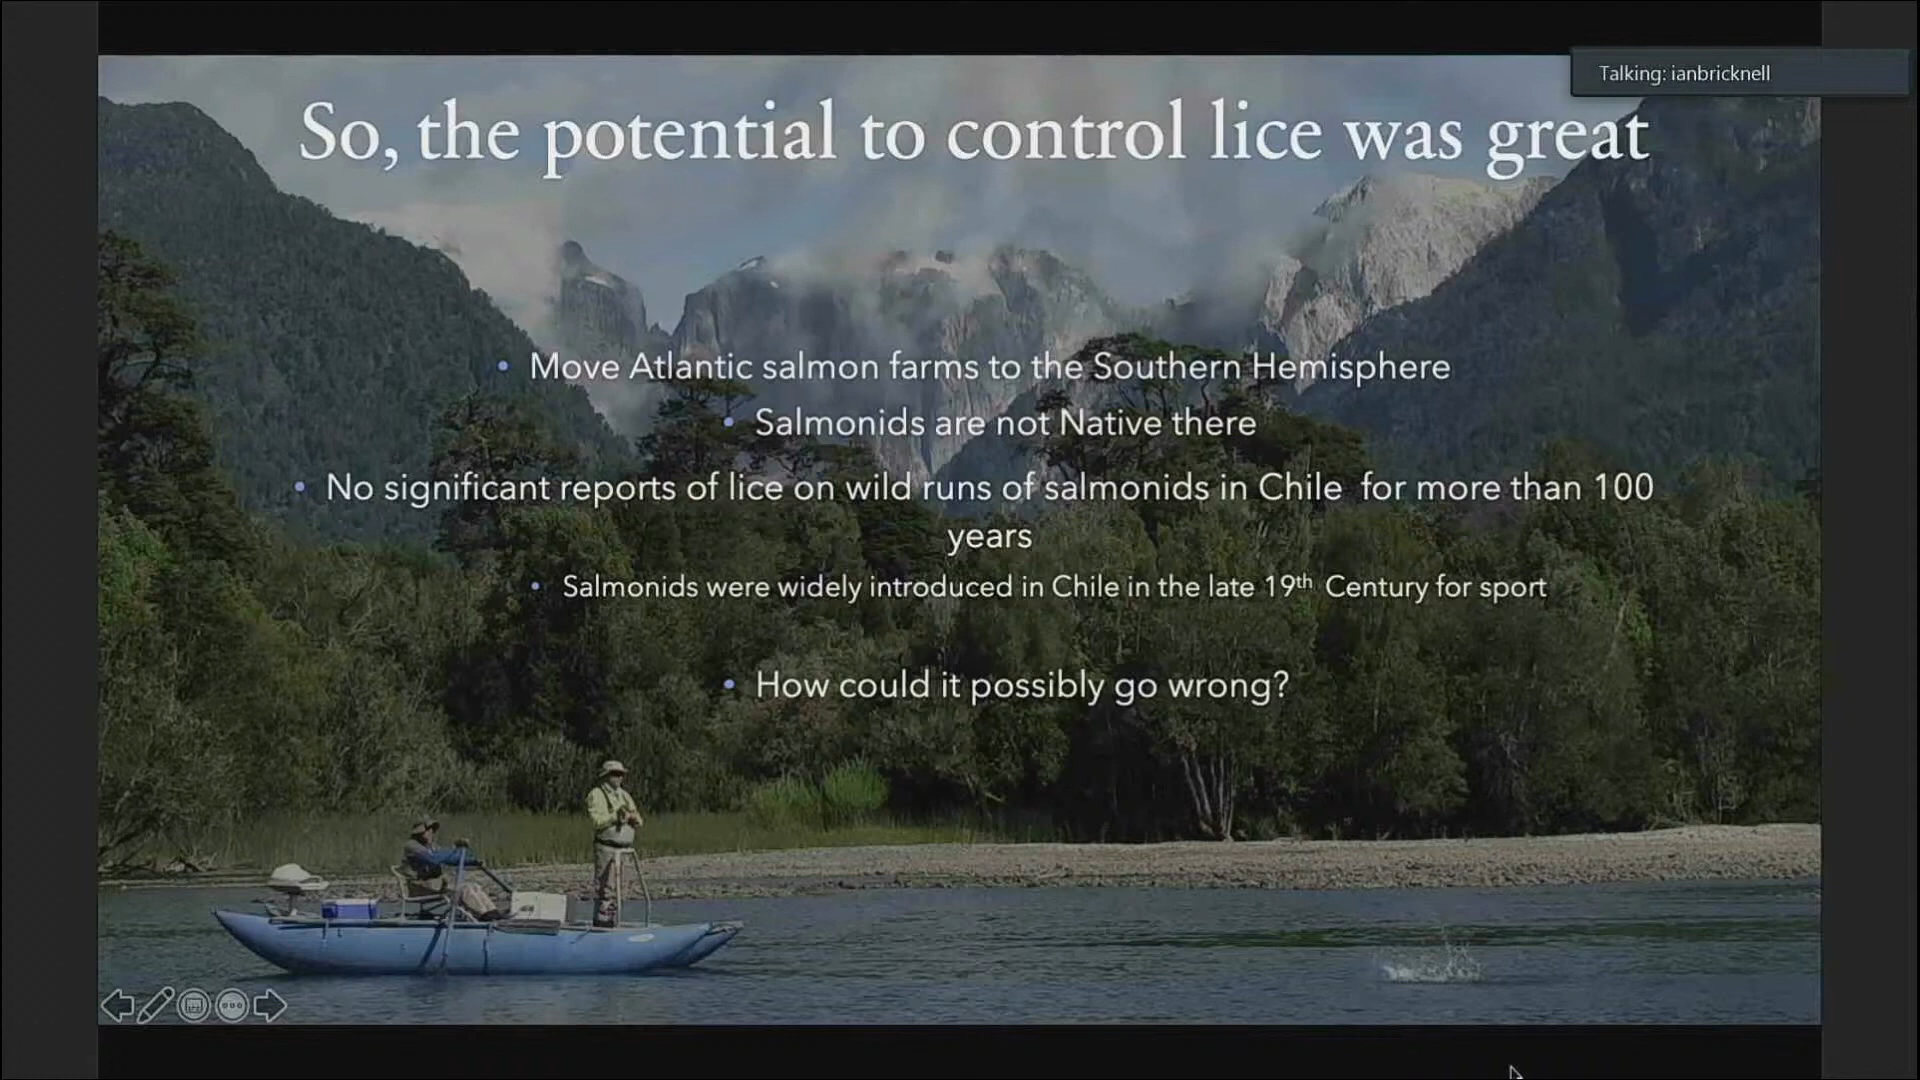 Talking: ianbricknell
So, the potential to control lice was great
• Move Atlantic salmon farms to the Southern Hemisphere
• Salmonids are not Native there
• No significant reports of lice on wild runs of salmonids in Chile for more than 100
years
• Salmonids were widely introduced in Chile in the late 19th Century for sport
• How could it possibly go wrong?